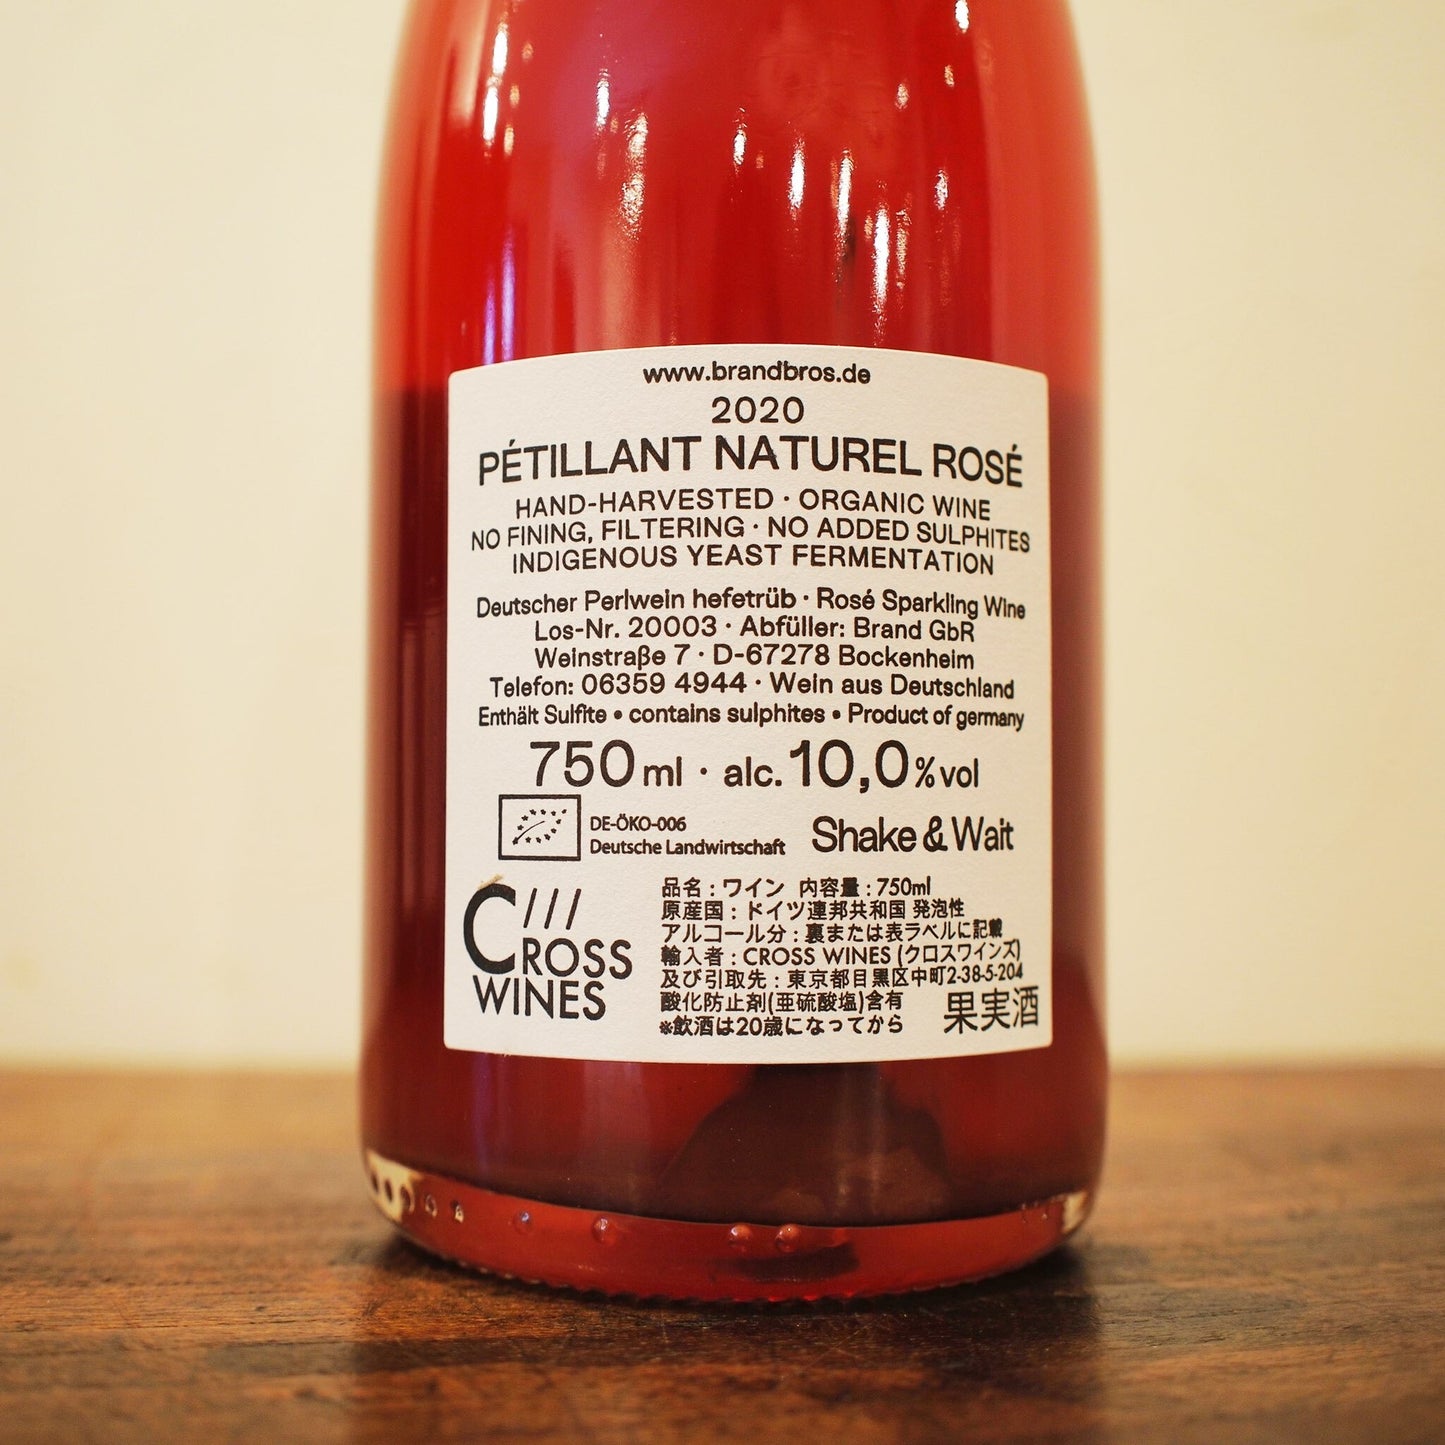 www.brandbros.de
2020
PÉTILLANT NATUREL ROSÉ
HAND-HARVESTED · ORGANIC WINE
NO FINING, FILTERING · NO ADDED SULPHITES
INDIGENOUS YEAST FERMENTATION
Deutscher Perlwein hefetrüb · Rosé Sparkling Wine
Los-Nr. 20003 · Abfüller: Brand GbR
Weinstraße 7 · D-67278 Bockenheim
Telefon: 06359 4944 · Wein aus Deutschland
Enthält Sulfite • contains sulphites • Product of germany
750 ml · alc. 10,0 % vol
DE-ÖKO-006
Deutsche Landwirtschaft
Shake & Wait
CROSS
WINES
品名 : ワイン 内容量 : 750ml
原産国 : ドイツ連邦共和国 発泡性
アルコール分 : 裏または表ラベルに記載
輸入者 : CROSS WINES (クロスワインズ)
及び引取先 : 東京都目黒区中町2-38-5-204
酸化防止剤(亜硫酸塩)含有
※飲酒は20歳になってから
果実酒